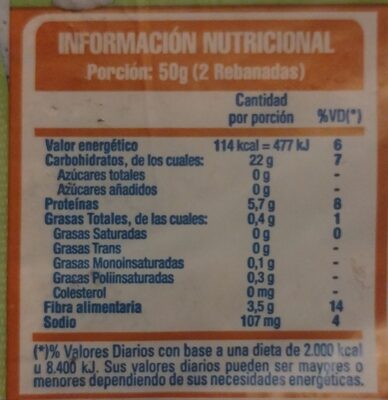 INFORMACIÓN NUTRICIONAL
Porción: 50g (2 Rebanadas)
Cantidad
por porción %VD(*)
Valor energético 114 kcal = 477 kJ 6
Carbohidratos, de los cuales: 22 g 7
Azúcares totales 0 g -
Azúcares añadidos 0 g -
Proteínas 5,7 g 8
Grasas Totales, de las cuales: 0,4 g 1
Grasas Saturadas 0 g 0
Grasas Trans 0 g -
Grasas Monoinsaturadas 0,1 g -
Grasas Poliinsaturadas 0,3 g -
Colesterol 0 mg -
Fibra alimentaria 3,5 g 14
Sodio 107 mg 4
(*)% Valores Diarios con base a una dieta de 2.000 kcal
u 8.400 kJ. Sus valores diarios pueden ser mayores o
menores dependiendo de sus necesidades energéticas.